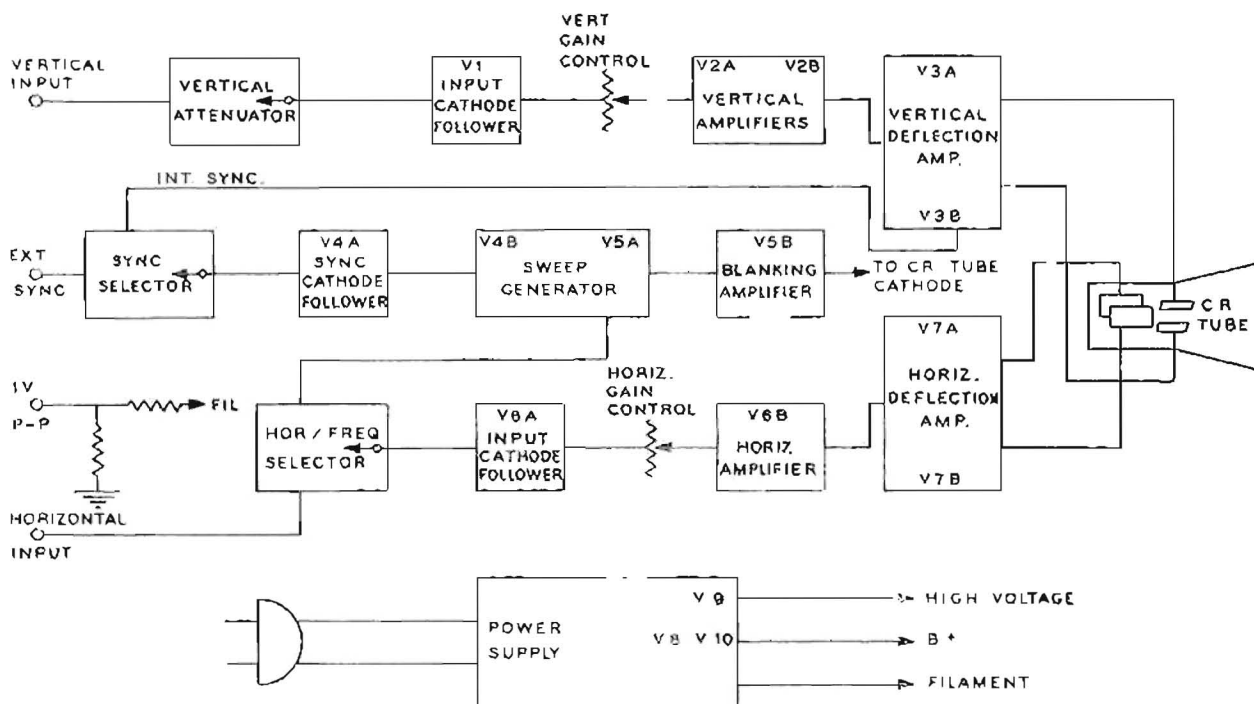 VERTICAL
INPUT
VERTICAL
ATTENUATOR
V1
INPUT
CATHODE
FOLLOWER
VERT
GAIN
CONTROL
V2A V2B
VERTICAL
AMPLIFIERS
V3A
VERTICAL
DEFLECTION
AMP.
V3B
INT. SYNC.
EXT
SYNC
SYNC
SELECTOR
V4A
SYNC
CATHODE
FOLLOWER
V4B V5A
SWEEP
GENERATOR
V5B
BLANKING
AMPLIFIER
TO CR TUBE
CATHODE
CR
TUBE
1V
P-P
FIL
HOR/FREQ
SELECTOR
V6A
INPUT
CATHODE
FOLLOWER
HORIZ.
GAIN
CONTROL
V6B
HORIZ.
AMPLIFIER
V7A
HORIZ.
DEFLECTION
AMP.
V7B
HORIZONTAL
INPUT
POWER
SUPPLY
V9
V8 V10
HIGH VOLTAGE
B+
FILAMENT